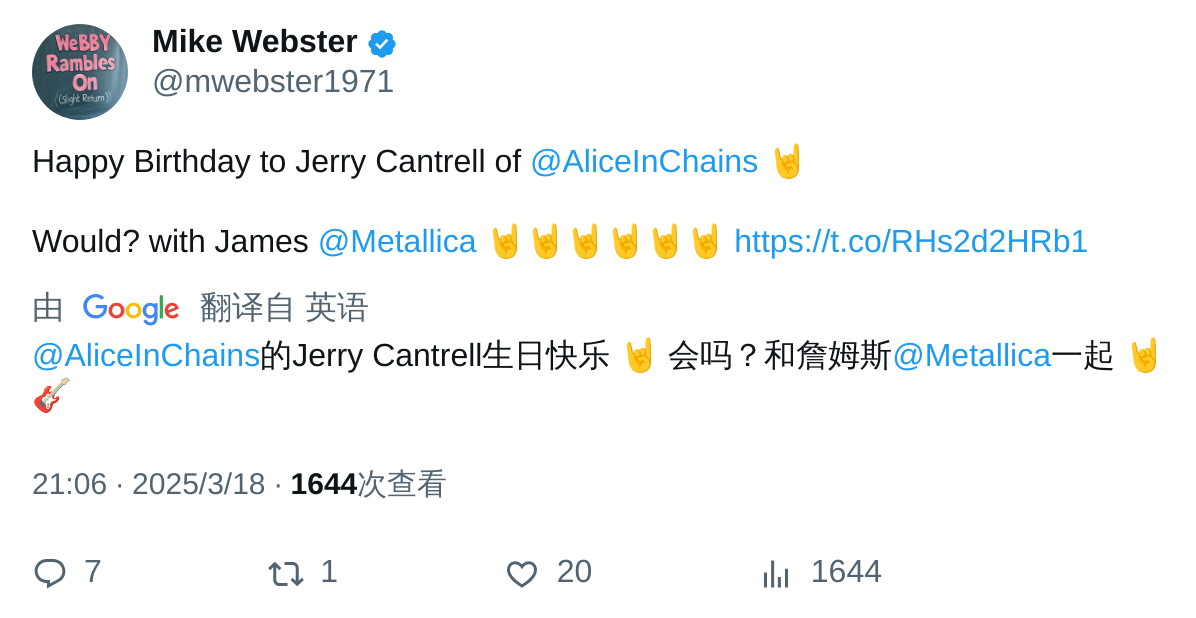 WeBBY
Rambles
On
((Slight Return))
Mike Webster
@mwebster1971
Happy Birthday to Jerry Cantrell of @AliceInChains 🤘
Would? with James @Metallica 🤘🤘🤘🤘🤘🤘 https://t.co/RHs2d2HRb1
由 Google 翻译自 英语
@AliceInChains的Jerry Cantrell生日快乐 🤘 会吗？和詹姆斯@Metallica一起 🤘
🎸
21:06 · 2025/3/18 · 1644次查看
7 1 20 1644